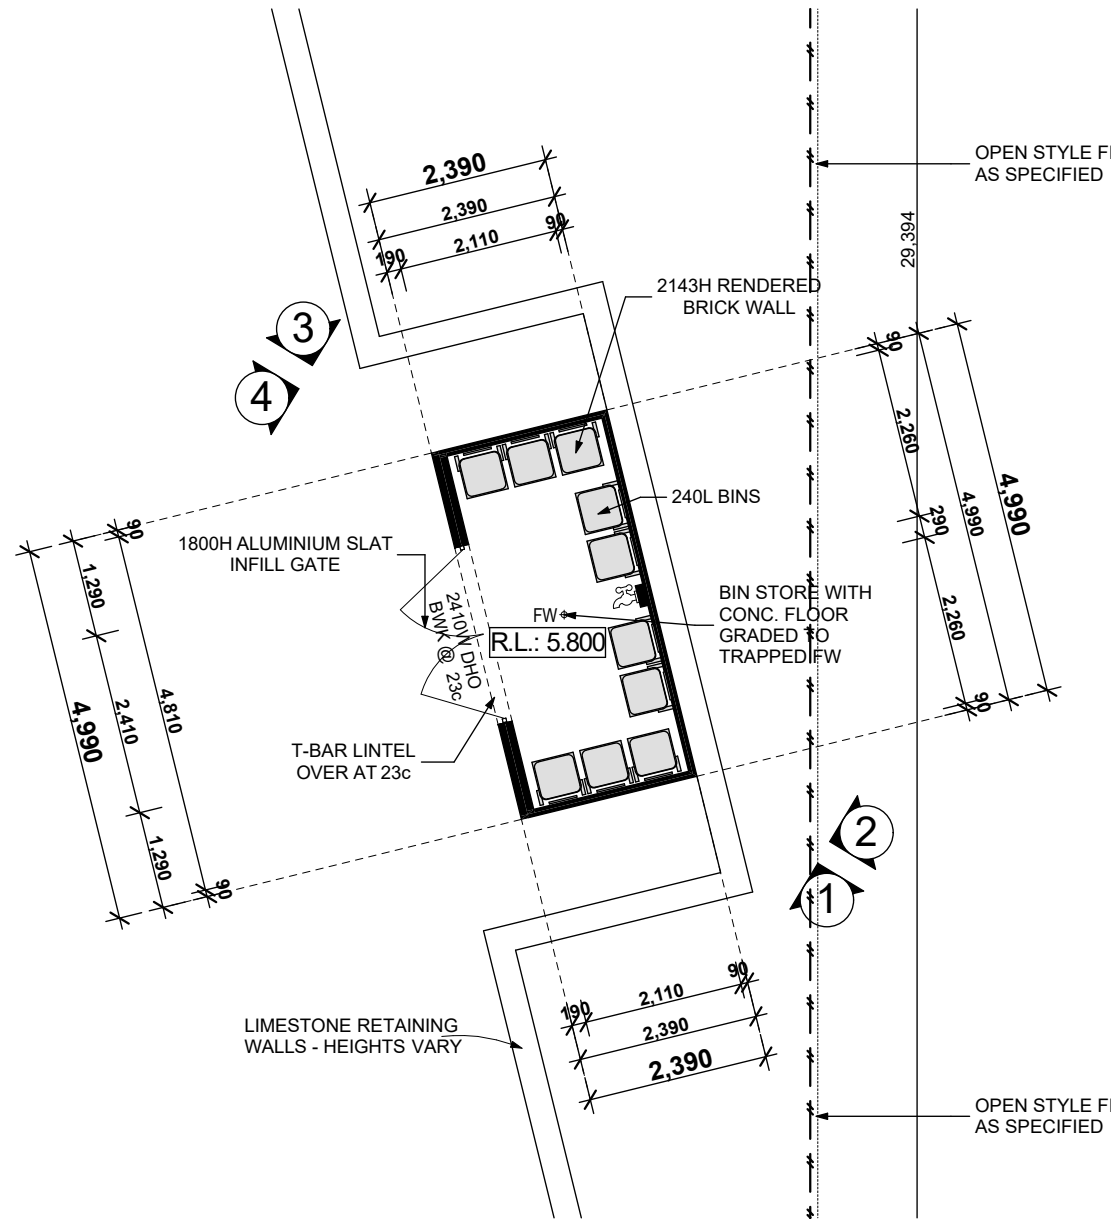 2,390
2,390
190
2,110
90
OPEN STYLE F
AS SPECIFIED
29,394
2143H RENDERED
BRICK WALL
3
4
90
2,260
290
2,260
90
4,990
4,990
240L BINS
1800H ALUMINIUM SLAT
INFILL GATE
90
1,290
2,410
1,290
4,810
90
4,990
2410W DHO
BWK @ 23c
FW
R.L.: 5.800
BIN STORE WITH
CONC. FLOOR
GRADED TO
TRAPPED FW
T-BAR LINTEL
OVER AT 23c
2
1
90
190
2,110
2,390
2,390
LIMESTONE RETAINING
WALLS - HEIGHTS VARY
OPEN STYLE F
AS SPECIFIED